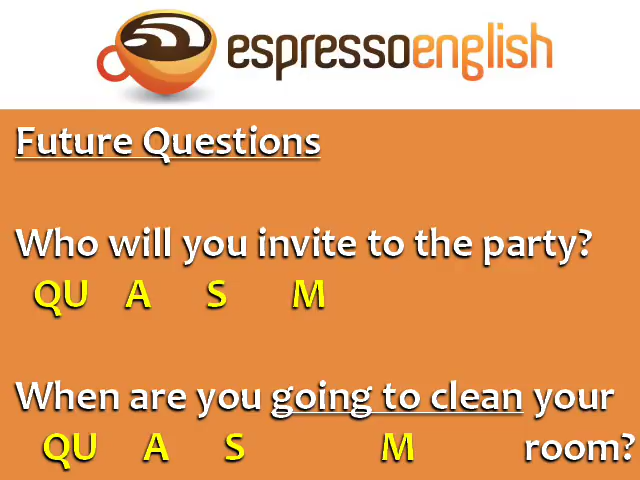 espressoenglish
Future Questions
Who will you invite to the party?
QU A S M
When are you going to clean your
QU A S M room?